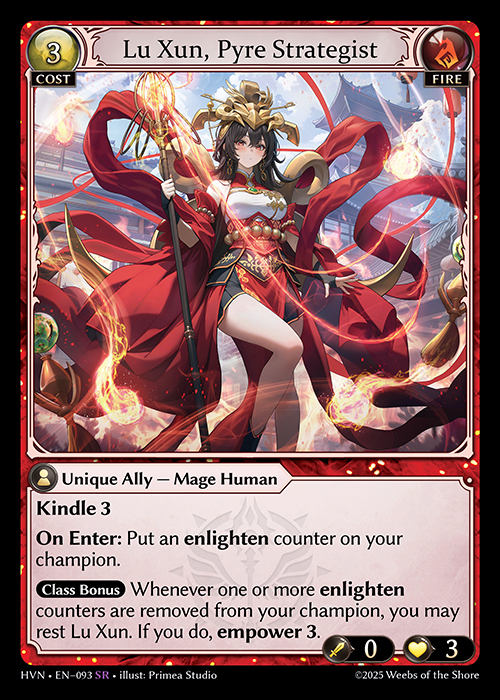 3
COST
Lu Xun, Pyre Strategist
FIRE
Unique Ally — Mage Human
Kindle 3
On Enter: Put an enlighten counter on your
champion.
Class Bonus Whenever one or more enlighten
counters are removed from your champion, you may
rest Lu Xun. If you do, empower 3.
0
3
HVN • EN-093 SR • illust: Primea Studio
©2025 Weebs of the Shore